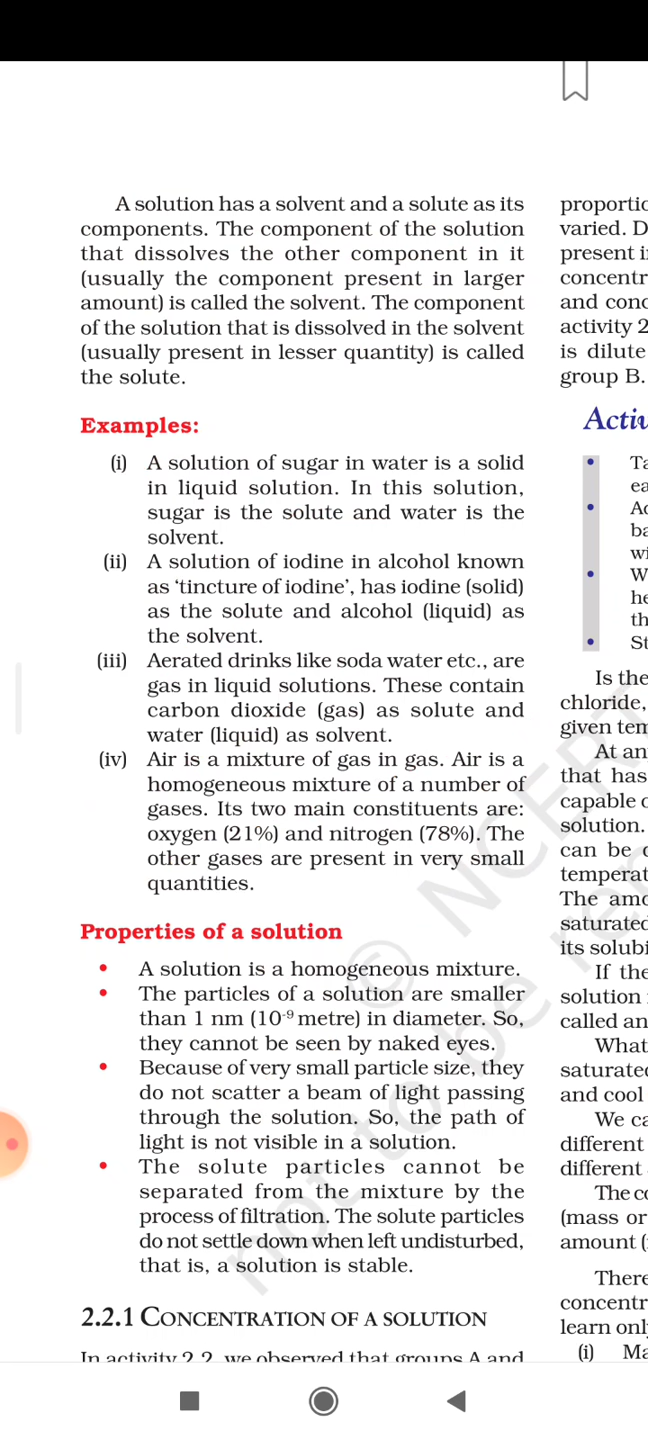 A solution has a solvent and a solute as its
components. The component of the solution
that dissolves the other component in it
(usually the component present in larger
amount) is called the solvent. The component
of the solution that is dissolved in the solvent
(usually present in lesser quantity) is called
the solute.
Examples:
(i) A solution of sugar in water is a solid
in liquid solution. In this solution,
sugar is the solute and water is the
solvent.
(ii) A solution of iodine in alcohol known
as ‘tincture of iodine’, has iodine (solid)
as the solute and alcohol (liquid) as
the solvent.
(iii) Aerated drinks like soda water etc., are
gas in liquid solutions. These contain
carbon dioxide (gas) as solute and
water (liquid) as solvent.
(iv) Air is a mixture of gas in gas. Air is a
homogeneous mixture of a number of
gases. Its two main constituents are:
oxygen (21%) and nitrogen (78%). The
other gases are present in very small
quantities.
Properties of a solution
• A solution is a homogeneous mixture.
• The particles of a solution are smaller
than 1 nm (10⁻⁹ metre) in diameter. So,
they cannot be seen by naked eyes.
• Because of very small particle size, they
do not scatter a beam of light passing
through the solution. So, the path of
light is not visible in a solution.
• The solute particles cannot be
separated from the mixture by the
process of filtration. The solute particles
do not settle down when left undisturbed,
that is, a solution is stable.
2.2.1 CONCENTRATION OF A SOLUTION
In activity 2.2, we observed that groups A and
varied.
present
and
activity 2
is dilute
group B.
•
•
•
•
Is the
chloride,
given
At
that has
capable
solution.
can be
The
saturated
its
If the
solution
called an
What
and cool
We
different
different
The
(mass or
amount
learn
(i)
© NCERT
not to be